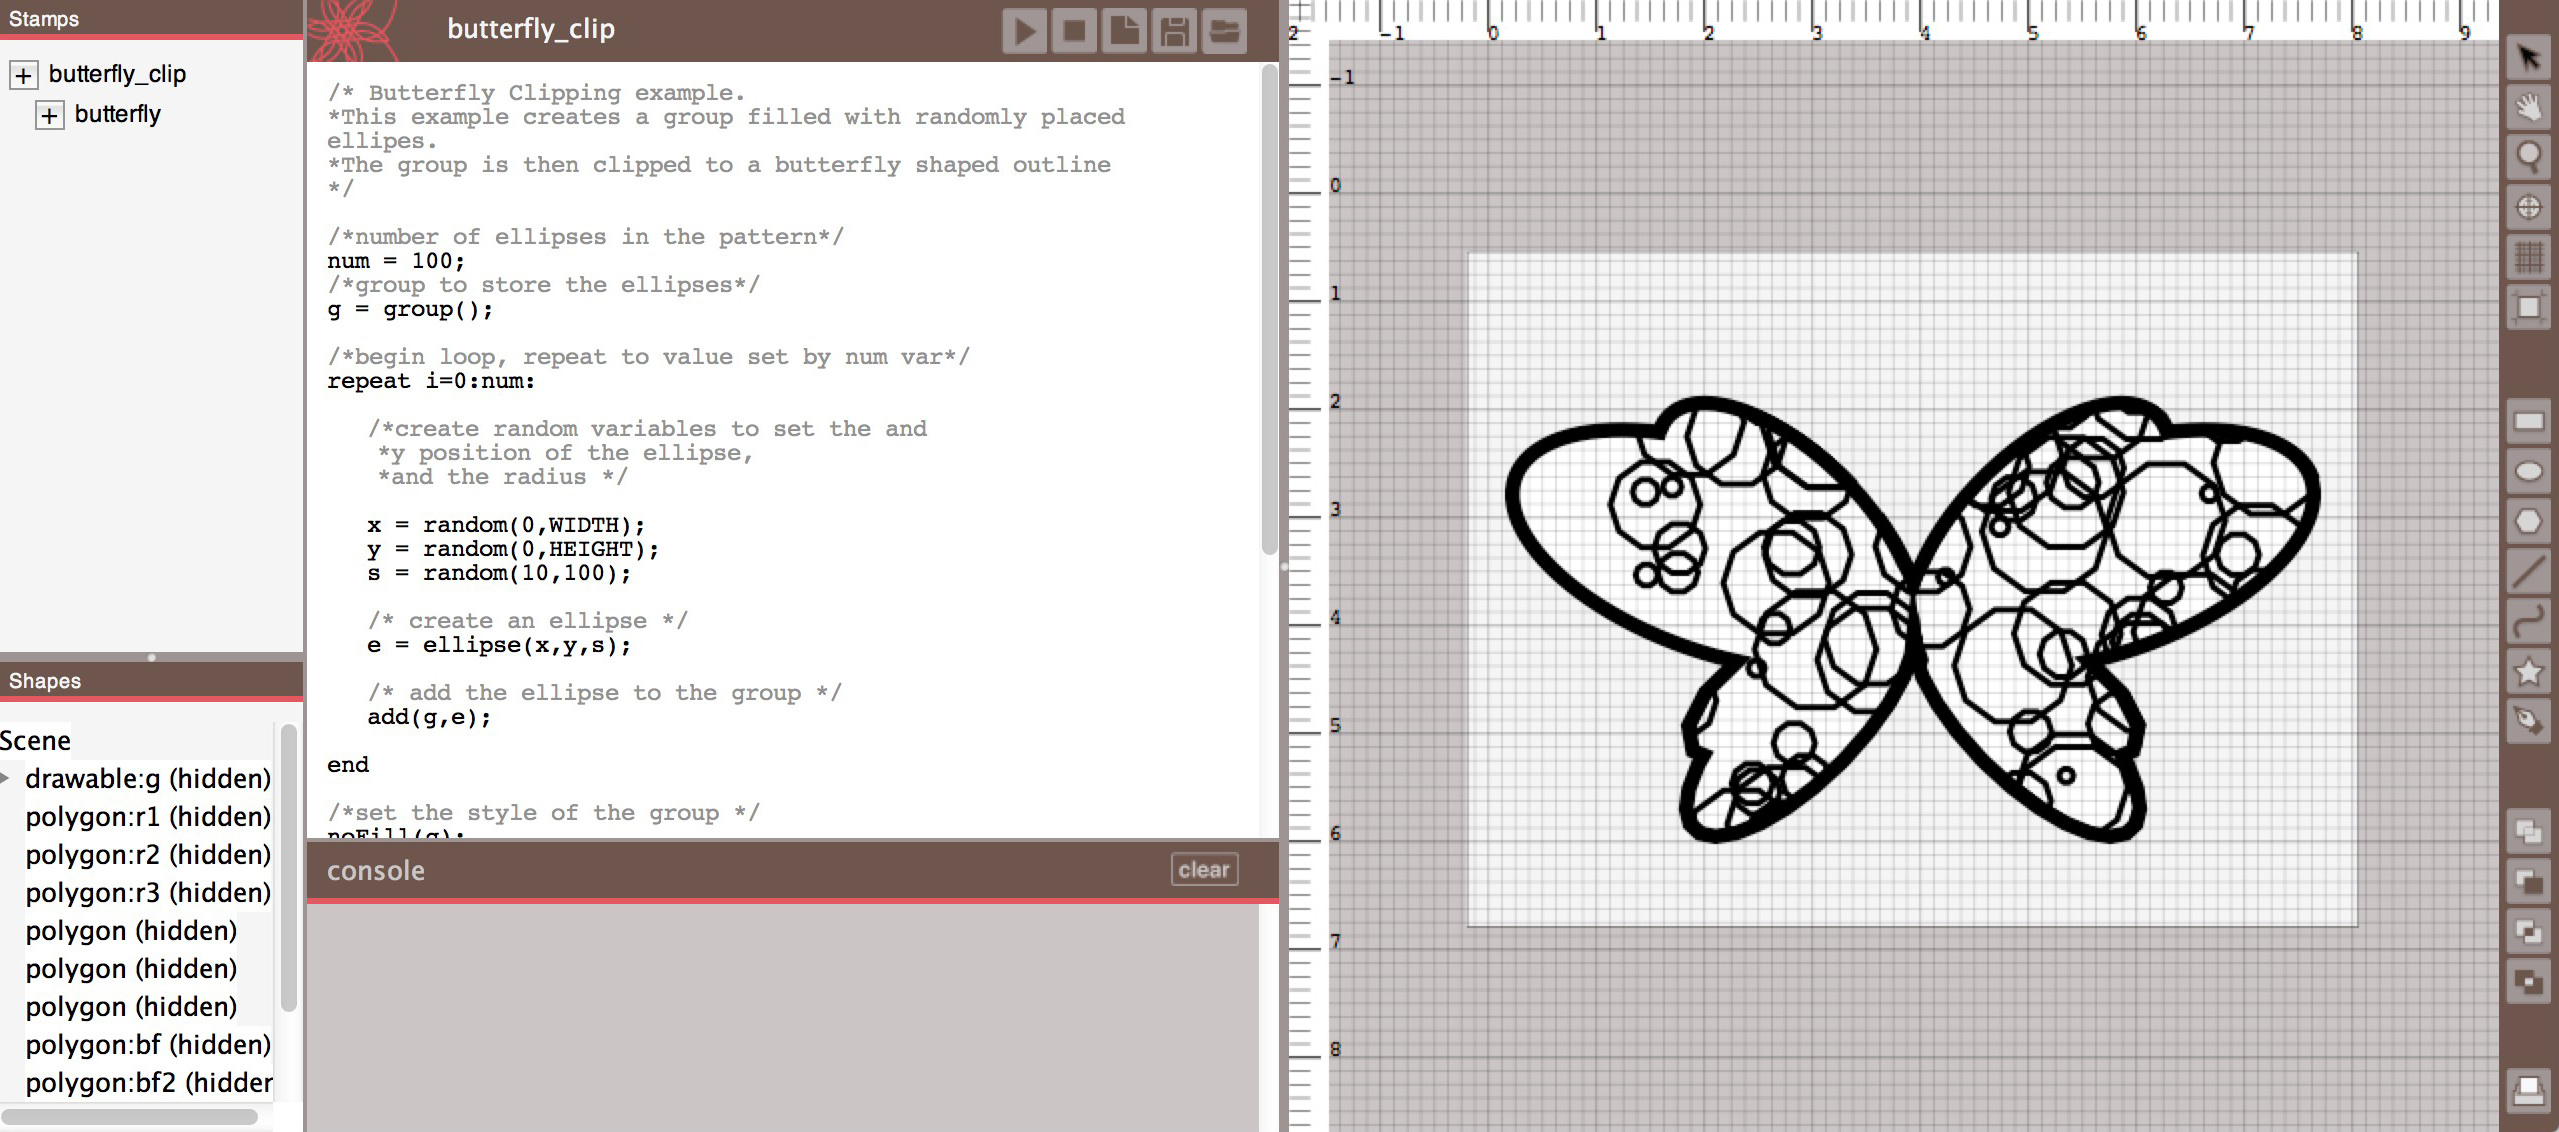 Stamps
+ butterfly_clip
+ butterfly
Shapes
Scene
drawable:g (hidden)
polygon:r1 (hidden)
polygon:r2 (hidden)
polygon:r3 (hidden)
polygon (hidden)
polygon (hidden)
polygon (hidden)
polygon:bf (hidden)
polygon:bf2 (hidder
butterfly_clip
/* Butterfly Clipping example.
*This example creates a group filled with randomly placed
ellipes.
*The group is then clipped to a butterfly shaped outline
*/
/*number of ellipses in the pattern*/
num = 100;
/*group to store the ellipses*/
g = group();
/*begin loop, repeat to value set by num var*/
repeat i=0:num:
/*create random variables to set the and
*y position of the ellipse,
*and the radius */
x = random(0,WIDTH);
y = random(0,HEIGHT);
s = random(10,100);
/* create an ellipse */
e = ellipse(x,y,s);
/* add the ellipse to the group */
add(g,e);
end
/*set the style of the group */
noFill(g);
console
clear
2 -1 0 1 2 3 4 5 6 7 8 9
-1
0
1
2
3
4
5
6
7
8